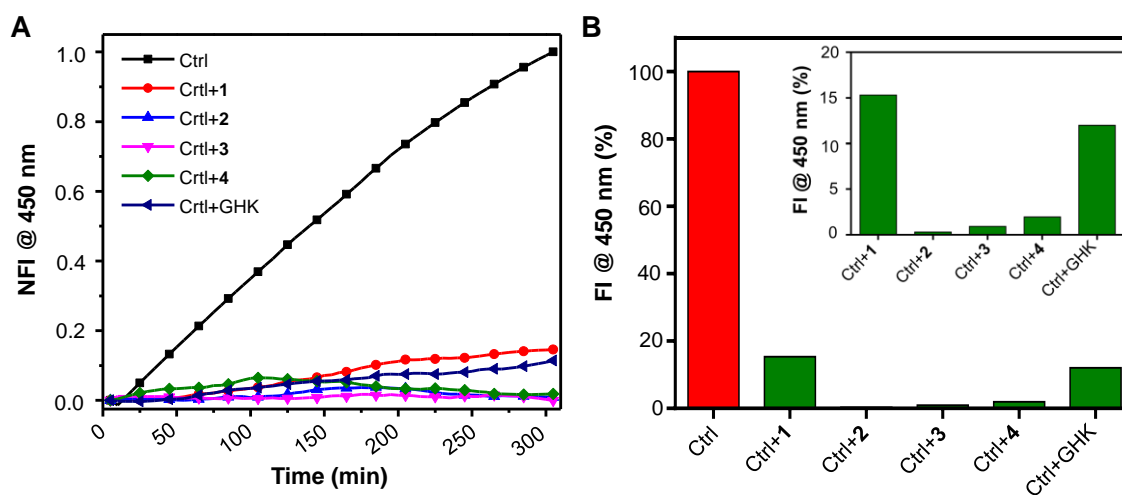 A
NFI @ 450 nm
1.0
0.8
0.6
0.4
0.2
0.0
Ctrl
Crtl+1
Crtl+2
Crtl+3
Crtl+4
Crtl+GHK
0
50
100
150
200
250
300
Time (min)
B
FI @ 450 nm (%)
100
80
60
40
20
0
Ctrl
Ctrl+1
Ctrl+2
Ctrl+3
Ctrl+4
Ctrl+GHK
FI @ 450 nm (%)
20
15
10
5
0
Ctrl+1
Ctrl+2
Ctrl+3
Ctrl+4
Ctrl+GHK